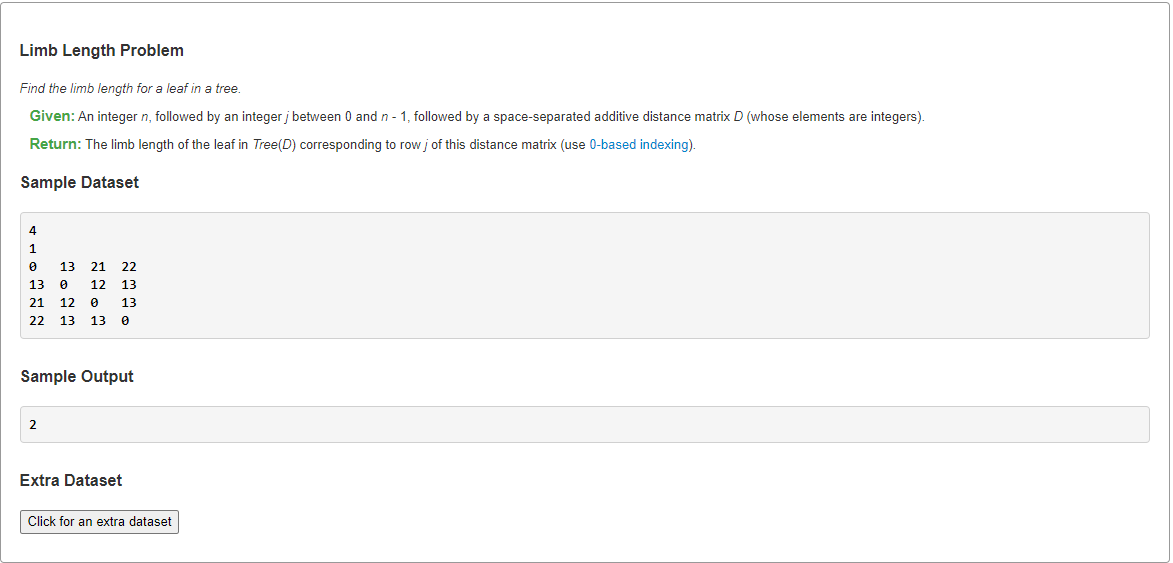 Limb Length Problem
Find the limb length for a leaf in a tree.
Given: An integer n, followed by an integer j between 0 and n - 1, followed by a space-separated additive distance matrix D (whose elements are integers).
Return: The limb length of the leaf in Tree(D) corresponding to row j of this distance matrix (use 0-based indexing).
Sample Dataset
4
1
0 13 21 22
13 0 12 13
21 12 0 13
22 13 13 0
Sample Output
2
Extra Dataset
Click for an extra dataset